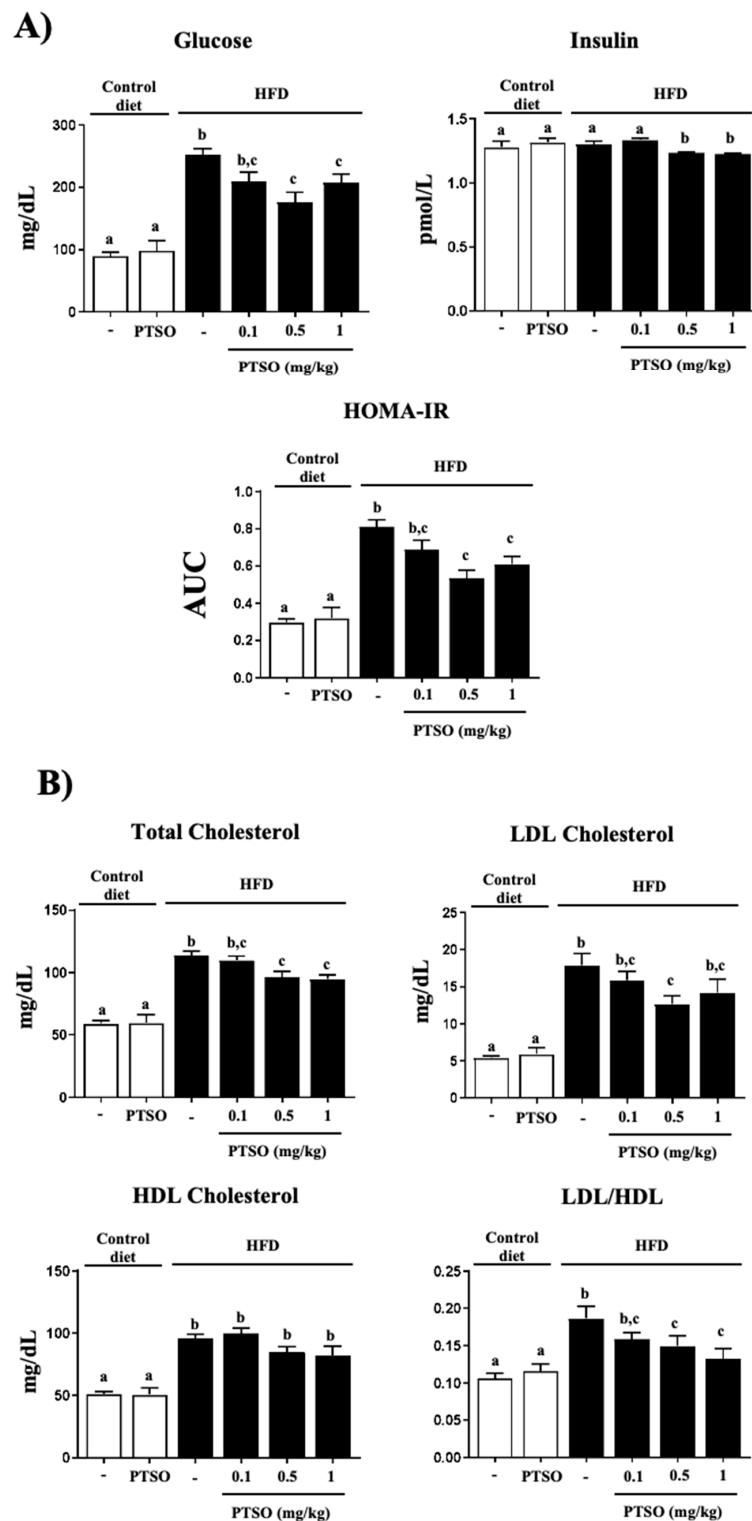 A)
Glucose
Control
diet
HFD
mg/dL
300
200
100
0
a
a
b
b,c
c
c
-
PTSO
-
0.1
0.5
1
PTSO (mg/kg)
Insulin
Control
diet
HFD
pmol/L
1.5
1.0
0.5
0.0
a
a
a
a
b
b
-
PTSO
-
0.1
0.5
1
PTSO (mg/kg)
HOMA-IR
Control
diet
HFD
AUC
1.0
0.8
0.6
0.4
0.2
0.0
a
a
b
b,c
c
c
-
PTSO
-
0.1
0.5
1
PTSO (mg/kg)
B)
Total Cholesterol
Control
diet
HFD
mg/dL
150
100
50
0
a
a
b
b,c
c
c
-
PTSO
-
0.1
0.5
1
PTSO (mg/kg)
LDL Cholesterol
Control
diet
HFD
mg/dL
25
20
15
10
5
0
a
a
b
b,c
c
b,c
-
PTSO
-
0.1
0.5
1
PTSO (mg/kg)
HDL Cholesterol
Control
diet
HFD
mg/dL
150
100
50
0
a
a
b
b
b
b
-
PTSO
-
0.1
0.5
1
PTSO (mg/kg)
LDL/HDL
Control
diet
HFD
mg/dL
0.25
0.20
0.15
0.10
0.05
0.00
a
a
b
b,c
c
c
-
PTSO
-
0.1
0.5
1
PTSO (mg/kg)